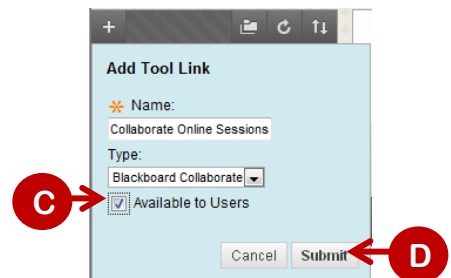 Add Tool Link
Name:
Collaborate Online Sessions
Type:
Blackboard Collaborate
C
Available to Users
Cancel Submit
D